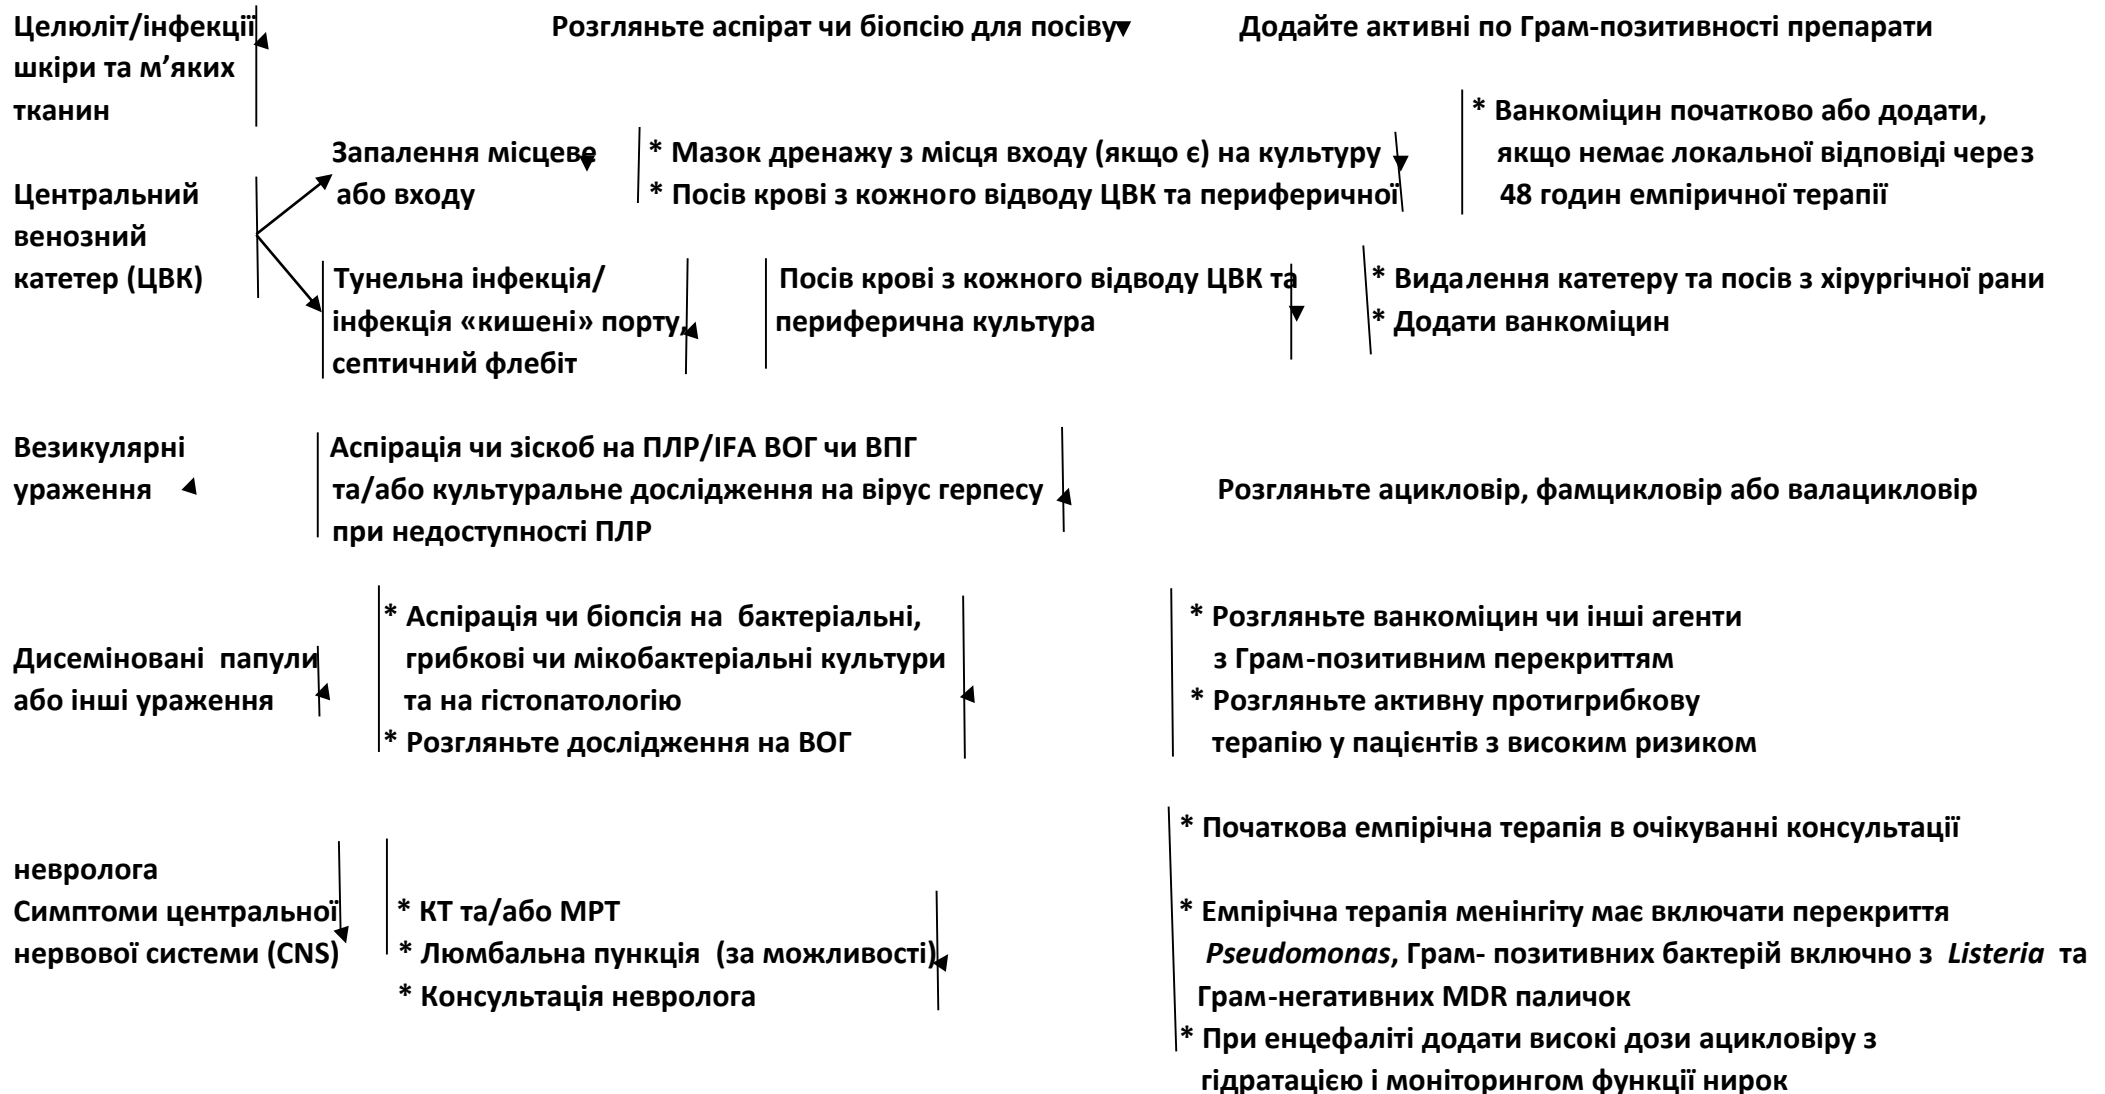 Целюліт/інфекції Розгляньте аспірат чи біопсію для посіву Додайте активні по Грам-позитивності препарати
шкіри та м’яких
тканин * Ванкоміцин початково або додати,
Запалення місцеве * Мазок дренажу з місця входу (якщо є) на культуру якщо немає локальної відповіді через
Центральний або входу * Посів крові з кожного відводу ЦВК та периферичної 48 годин емпіричної терапії
венозний
катетер (ЦВК) Тунельна інфекція/ Посів крові з кожного відводу ЦВК та * Видалення катетеру та посів з хірургічної рани
інфекція «кишені» порту, периферична культура * Додати ванкоміцин
септичний флебіт
Везикулярні Аспірація чи зіскоб на ПЛР/IFA ВОГ чи ВПГ
ураження та/або культуральне дослідження на вірус герпесу Розгляньте ацикловір, фамцикловір або валацикловір
при недоступності ПЛР
* Аспірація чи біопсія на бактеріальні, * Розгляньте ванкоміцин чи інші агенти
Дисеміновані папули грибкові чи мікобактеріальні культури з Грам-позитивним перекриттям
або інші ураження та на гістопатологію * Розгляньте активну протигрибкову
* Розгляньте дослідження на ВОГ терапію у пацієнтів з високим ризиком
* Початкова емпірічна терапія в очікуванні консультації
невролога
Симптоми центральної * КТ та/або МРТ * Емпірічна терапія менінгіту має включати перекриття
нервової системи (CNS) * Люмбальна пункція (за можливості) Pseudomonas, Грам- позитивних бактерій включно з Listeria та
* Консультація невролога Грам-негативних MDR паличок
* При енцефаліті додати високі дози ацикловіру з
гідратацією і моніторингом функції нирок